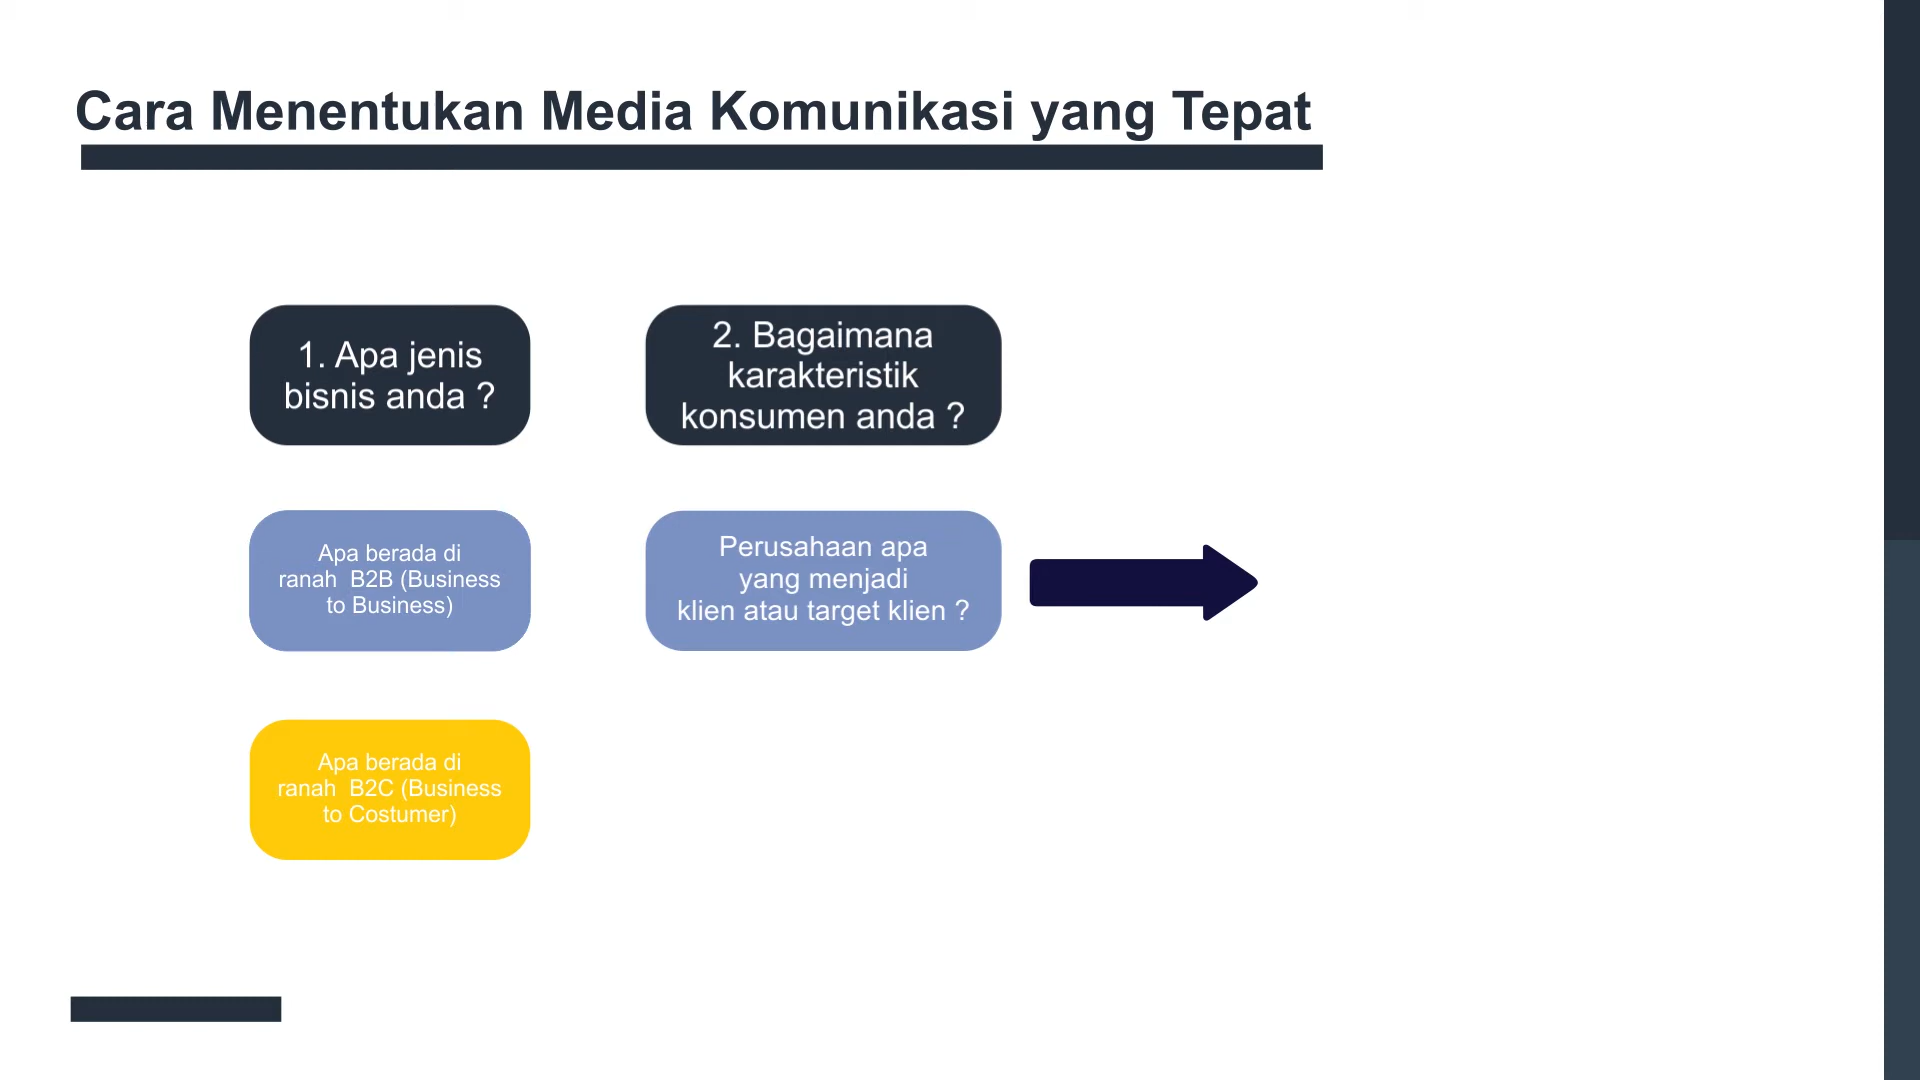 Cara Menentukan Media Komunikasi yang Tepat
1. Apa jenis
bisnis anda ?
2. Bagaimana
karakteristik
konsumen anda ?
Apa berada di
ranah  B2B (Business
to Business)
Perusahaan apa
yang menjadi
klien atau target klien ?
Apa berada di
ranah  B2C (Business
to Costumer)